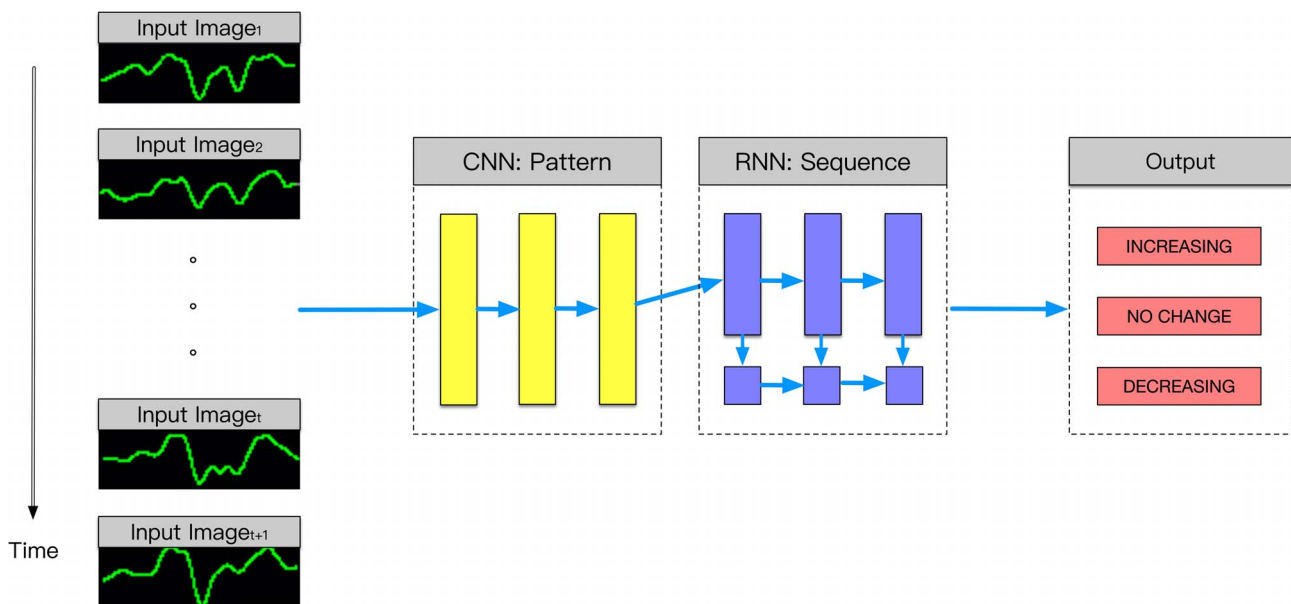 Input Image1
Input Image2
Input Imaget
Input Imaget+1
Time
CNN: Pattern
RNN: Sequence
Output
INCREASING
NO CHANGE
DECREASING